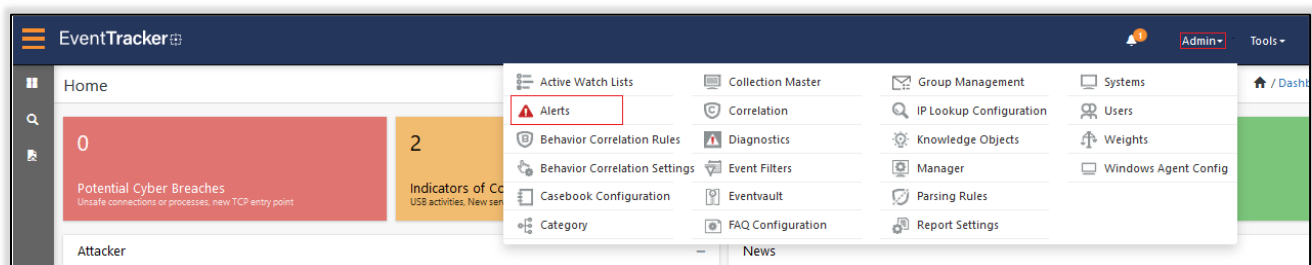 EventTracker
1
Admin
Tools
Home
/ Dashb
Active Watch Lists
Collection Master
Group Management
Systems
Alerts
Correlation
IP Lookup Configuration
Users
Behavior Correlation Rules
Diagnostics
Knowledge Objects
Weights
Behavior Correlation Settings
Event Filters
Manager
Windows Agent Config
Casebook Configuration
Eventvault
Parsing Rules
Category
FAQ Configuration
Report Settings
0
Potential Cyber Breaches
Unsafe connections or processes, new TCP entry point
2
Indicators of Co
USB activities, New serv
Attacker
News